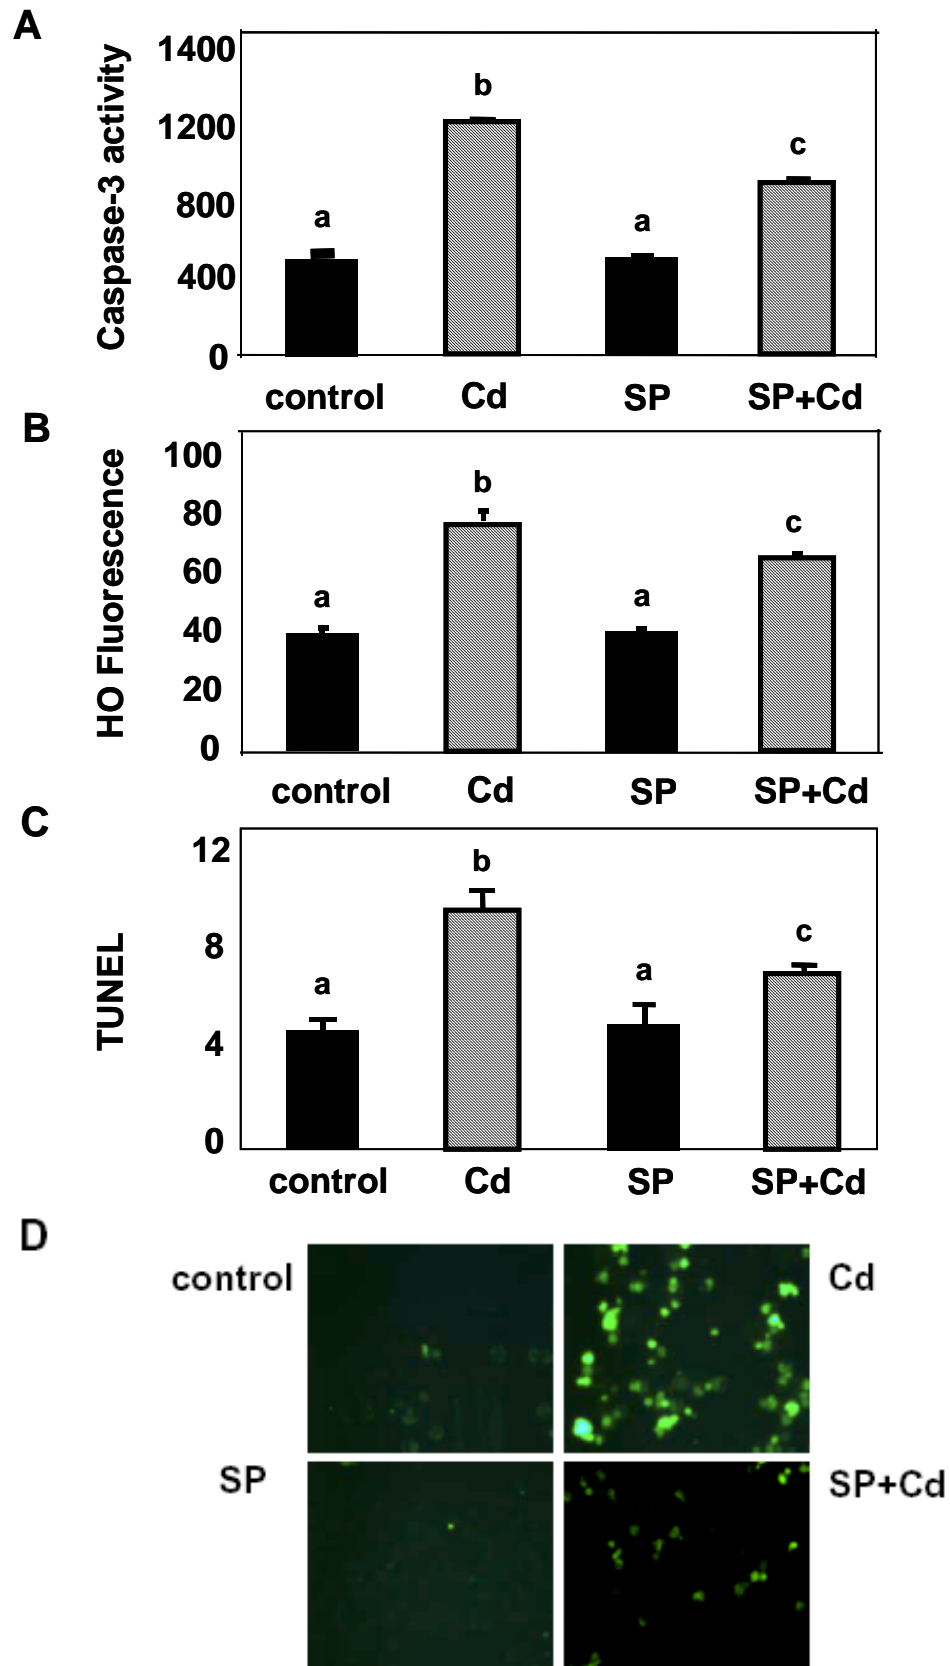 A
Caspase-3 activity
1400
1200
800
400
0
a
b
a
c
control Cd SP SP+Cd
B
HO Fluorescence
100
80
60
40
20
0
a
b
a
c
control Cd SP SP+Cd
C
TUNEL
12
8
4
0
a
b
a
c
control Cd SP SP+Cd
D
control
Cd
SP
SP+Cd